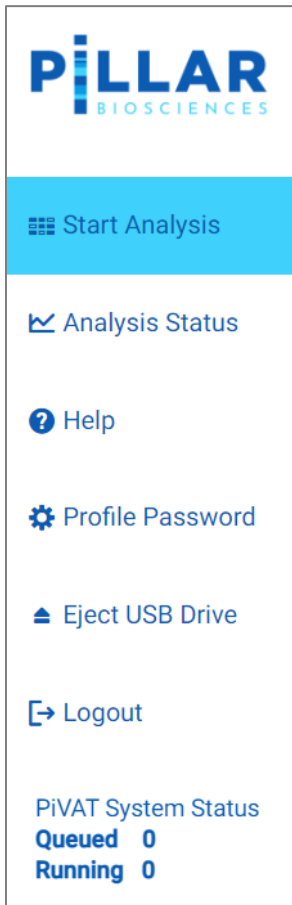 PiLLAR
BIOSCIENCES
Start Analysis
Analysis Status
Help
Profile Password
Eject USB Drive
Logout
PiVAT System Status
Queued 0
Running 0